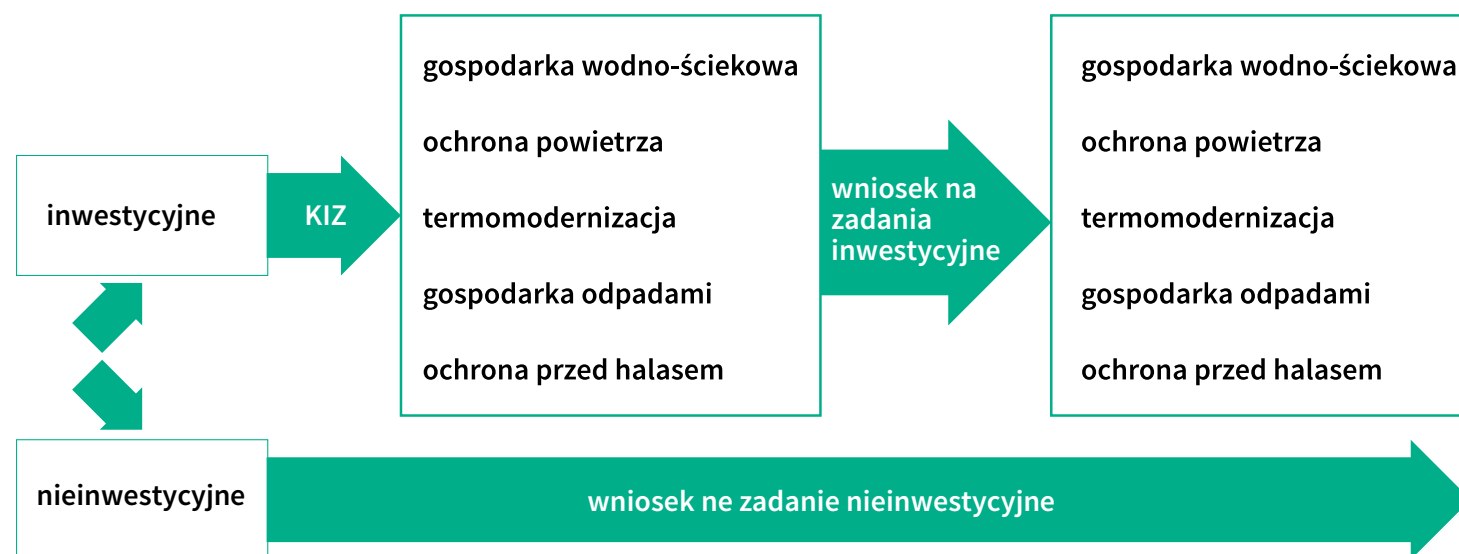 inwestycyjne
KIZ
gospodarka wodno-ściekowa
ochrona powietrza
termomodernizacja
gospodarka odpadami
ochrona przed halasem
wniosek na
zadania
inwestycyjne
gospodarka wodno-ściekowa
ochrona powietrza
termomodernizacja
gospodarka odpadami
ochrona przed halasem
nieinwestycyjne
wniosek ne zadanie nieinwestycyjne